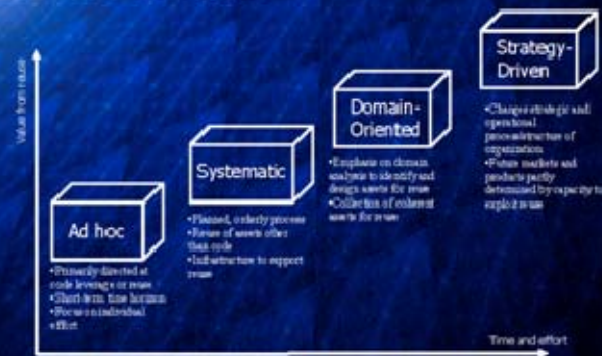 Value from reuse
Strategy-
Driven
•Changes strategic and
operational
process/structure of
organization
•Future markets and
products partly
determined by capacity to
exploit reuse
Domain-
Oriented
•Emphasis on domain
analysis to identify and
design assets for reuse
•Collection of coherent
assets for reuse
Systematic
•Planned, orderly process
•Reuse of assets other
than code
•Infrastructure to support
reuse
Ad hoc
•Primarily directed at
code leverage or reuse
•Short-term time horizon
•Focus on individual
effort
Time and effort